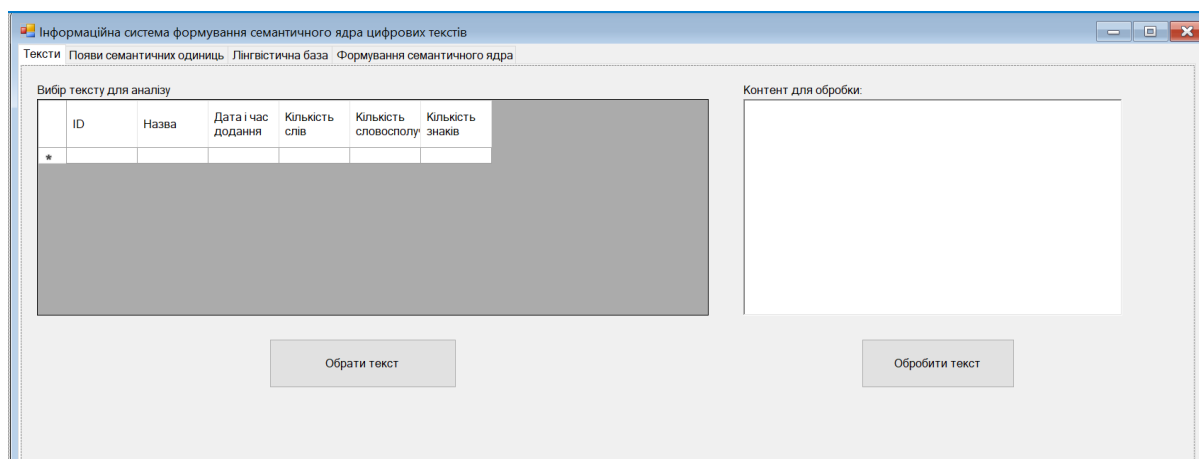 Інформаційна система формування семантичного ядра цифрових текстів
Тексти Появи семантичних одиниць Лінгвістична база Формування семантичного ядра
Вибір тексту для аналізу
ID Назва Дата і час додання Кількість слів Кількість словосполу Кількість знаків
*
Обрати текст
Контент для обробки:
Обробити текст